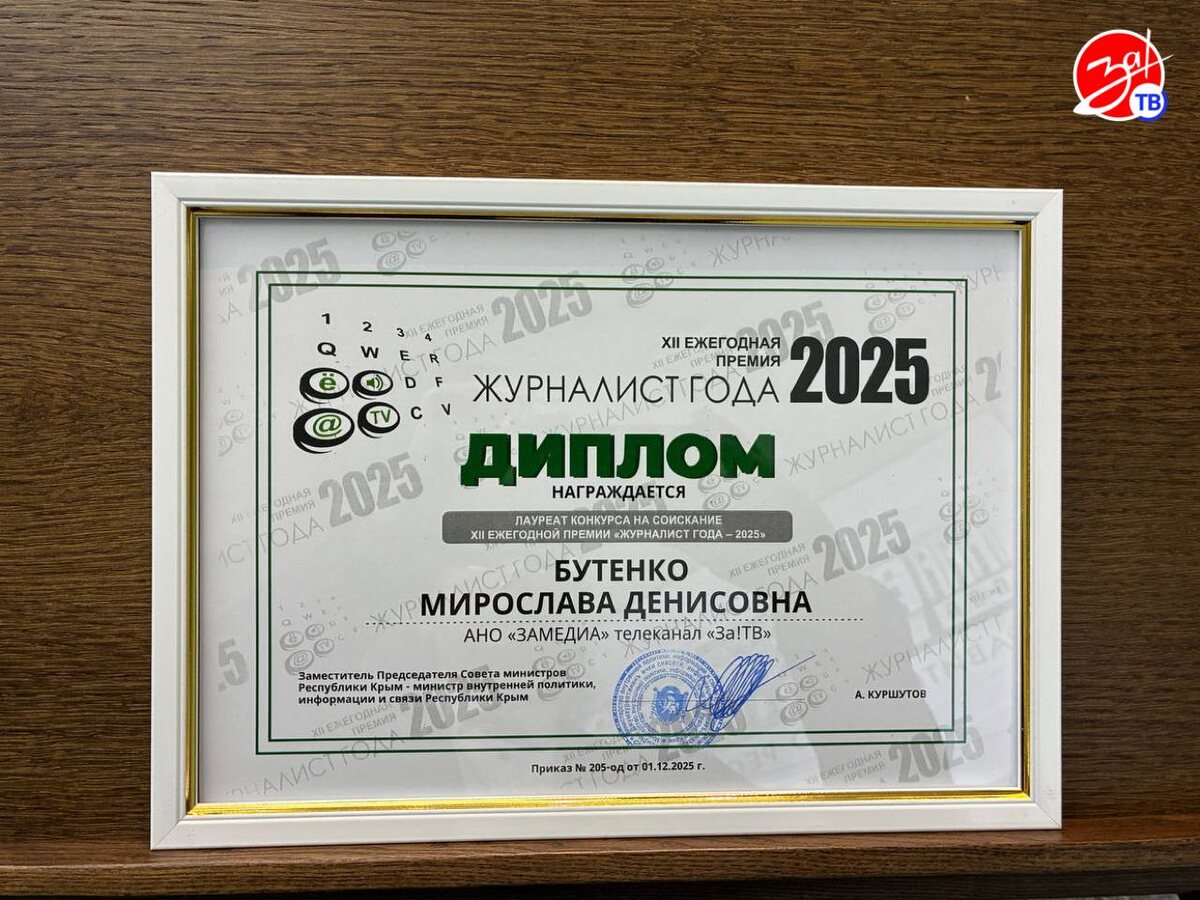 За!
ТВ
1 2 3 4
Q W E R
ё D F
@ TV C V
XII ЕЖЕГОДНАЯ
ПРЕМИЯ
ЖУРНАЛИСТ ГОДА 2025
ДИПЛОМ
НАГРАЖДАЕТСЯ
ЛАУРЕАТ КОНКУРСА НА СОИСКАНИЕ
XII ЕЖЕГОДНОЙ ПРЕМИИ «ЖУРНАЛИСТ ГОДА – 2025»
БУТЕНКО
МИРОСЛАВА ДЕНИСОВНА
АНО «ЗАМЕДИА» телеканал «За!ТВ»
Заместитель Председателя Совета министров
Республики Крым - министр внутренней политики,
информации и связи Республики Крым
А. КУРШУТОВ
Приказ № 205-од от 01.12.2025 г.